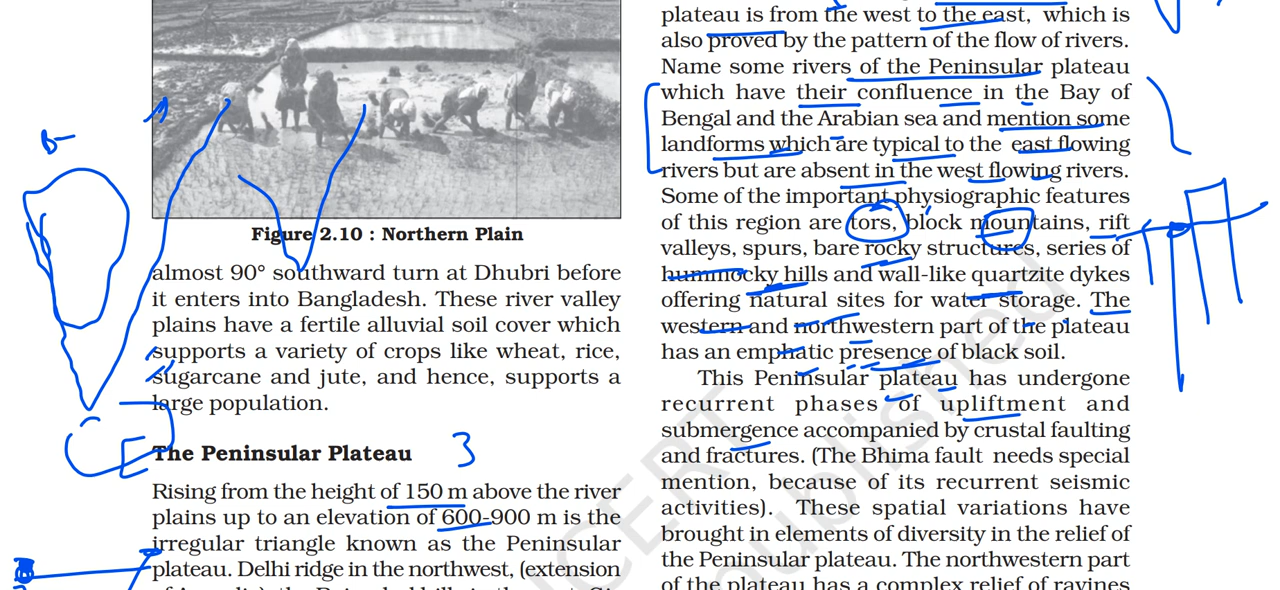 Figure 2.10 : Northern Plain
almost 90° southward turn at Dhubri before
it enters into Bangladesh. These river valley
plains have a fertile alluvial soil cover which
supports a variety of crops like wheat, rice,
sugarcane and jute, and hence, supports a
large population.
The Peninsular Plateau 3
Rising from the height of 150 m above the river
plains up to an elevation of 600-900 m is the
irregular triangle known as the Peninsular
plateau. Delhi ridge in the northwest, (extension
plateau is from the west to the east, which is
also proved by the pattern of the flow of rivers.
Name some rivers of the Peninsular plateau
which have their confluence in the Bay of
Bengal and the Arabian sea and mention some
landforms which are typical to the east flowing
rivers but are absent in the west flowing rivers.
Some of the important physiographic features
of this region are tors, block mountains, rift
valleys, spurs, bare rocky structures, series of
hummocky hills and wall-like quartzite dykes
offering natural sites for water storage. The
western and northwestern part of the plateau
has an emphatic presence of black soil.
This Peninsular plateau has undergone
recurrent phases of upliftment and
submergence accompanied by crustal faulting
and fractures. (The Bhima fault needs special
mention, because of its recurrent seismic
activities). These spatial variations have
brought in elements of diversity in the relief of
the Peninsular plateau. The northwestern part
of the plateau has a complex relief of ravines